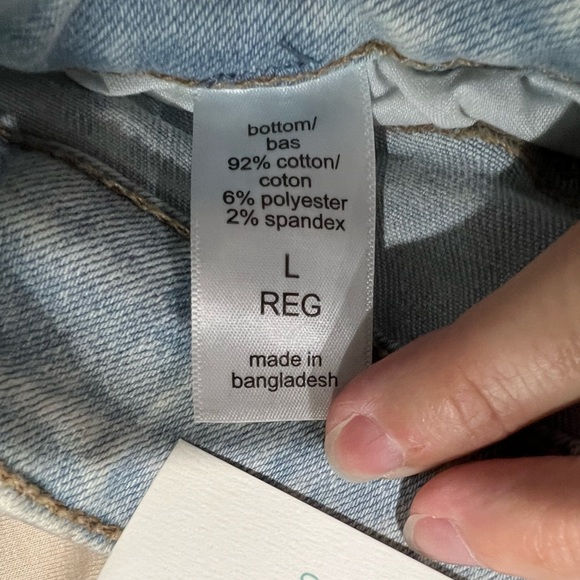 bottom/
bas
92% cotton/
coton
6% polyester
2% spandex
L
REG
made in
bangladesh